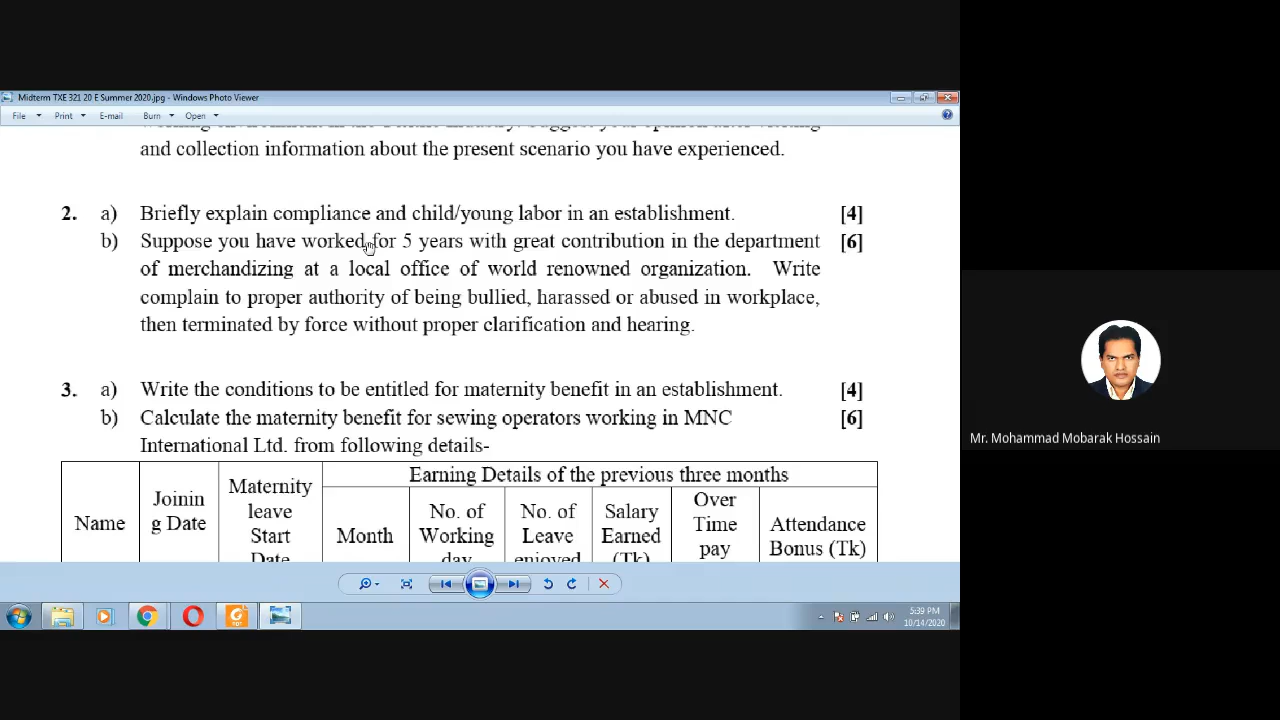 Midterm TXE 321 20 E Summer 2020.jpg - Windows Photo Viewer
File Print Burn E-mail Open
and collection information about the present scenario you have experienced.
2. a) Briefly explain compliance and child/young labor in an establishment. [4]
b) Suppose you have worked for 5 years with great contribution in the department [6]
of merchandizing at a local office of world renowned organization. Write
complain to proper authority of being bullied, harassed or abused in workplace,
then terminated by force without proper clarification and hearing.
3. a) Write the conditions to be entitled for maternity benefit in an establishment. [4]
b) Calculate the maternity benefit for sewing operators working in MNC [6]
International Ltd. from following details-
Earning Details of the previous three months
Name
Joinin
g Date
Maternity
leave
Start
Date
Month
No. of
Working
day
No. of
Leave
enjoyed
Salary
Earned
(Tk)
Over
Time
pay
Attendance
Bonus (Tk)
5:39 PM
10/14/2020
Mr. Mohammad Mobarak Hossain